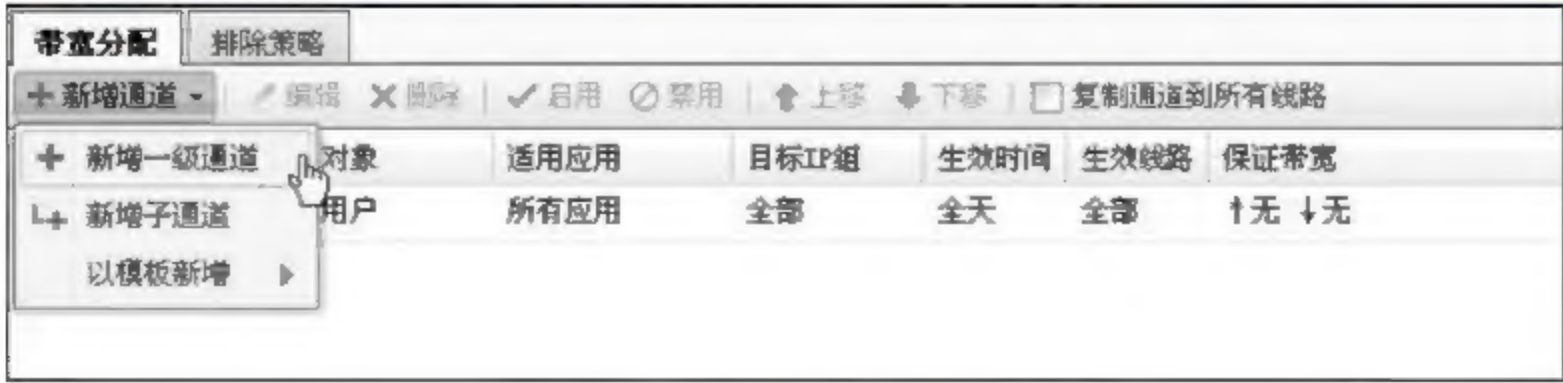 带宽分配 排除策略
新增通道 编辑 删除 启用 禁用 上移 下移 复制通道到所有线路
新增一级通道 对象 适用应用 目标IP组 生效时间 生效线路 保证带宽
新增子通道 用户 所有应用 全部 全天 全部 ↑无 ↓无
以模板新增